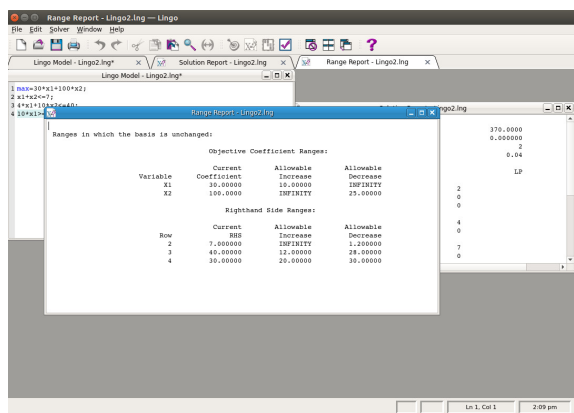 Range Report - Lingo2.lng — Lingo
File Edit Solver Window Help
Lingo Model - Lingo2.lng*
Solution Report - Lingo2.lng
Range Report - Lingo2.lng
Lingo Model - Lingo2.lng*
1 max=30*x1+100*x2;
2 x1+x2<=7;
3 4*x1+10*x2<=40;
4 10*x1>=
Lingo2.lng
370.0000
0.000000
2
0.04
LP
2
0
0
4
0
7
0
Range Report - Lingo2.lng
Ranges in which the basis is unchanged:
Objective Coefficient Ranges:
Current Allowable Allowable
Variable Coefficient Increase Decrease
X1 30.00000 10.00000 INFINITY
X2 100.0000 INFINITY 25.00000
Righthand Side Ranges:
Current Allowable Allowable
Row RHS Increase Decrease
2 7.000000 INFINITY 1.200000
3 40.00000 12.00000 28.00000
4 30.00000 20.00000 30.00000
Ln 1, Col 1
2:09 pm